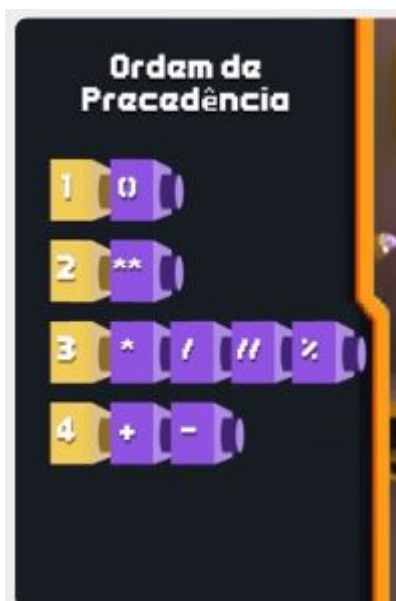 Ordem de
Precedência
1 ()
2 **
3 * / // %
4 + -